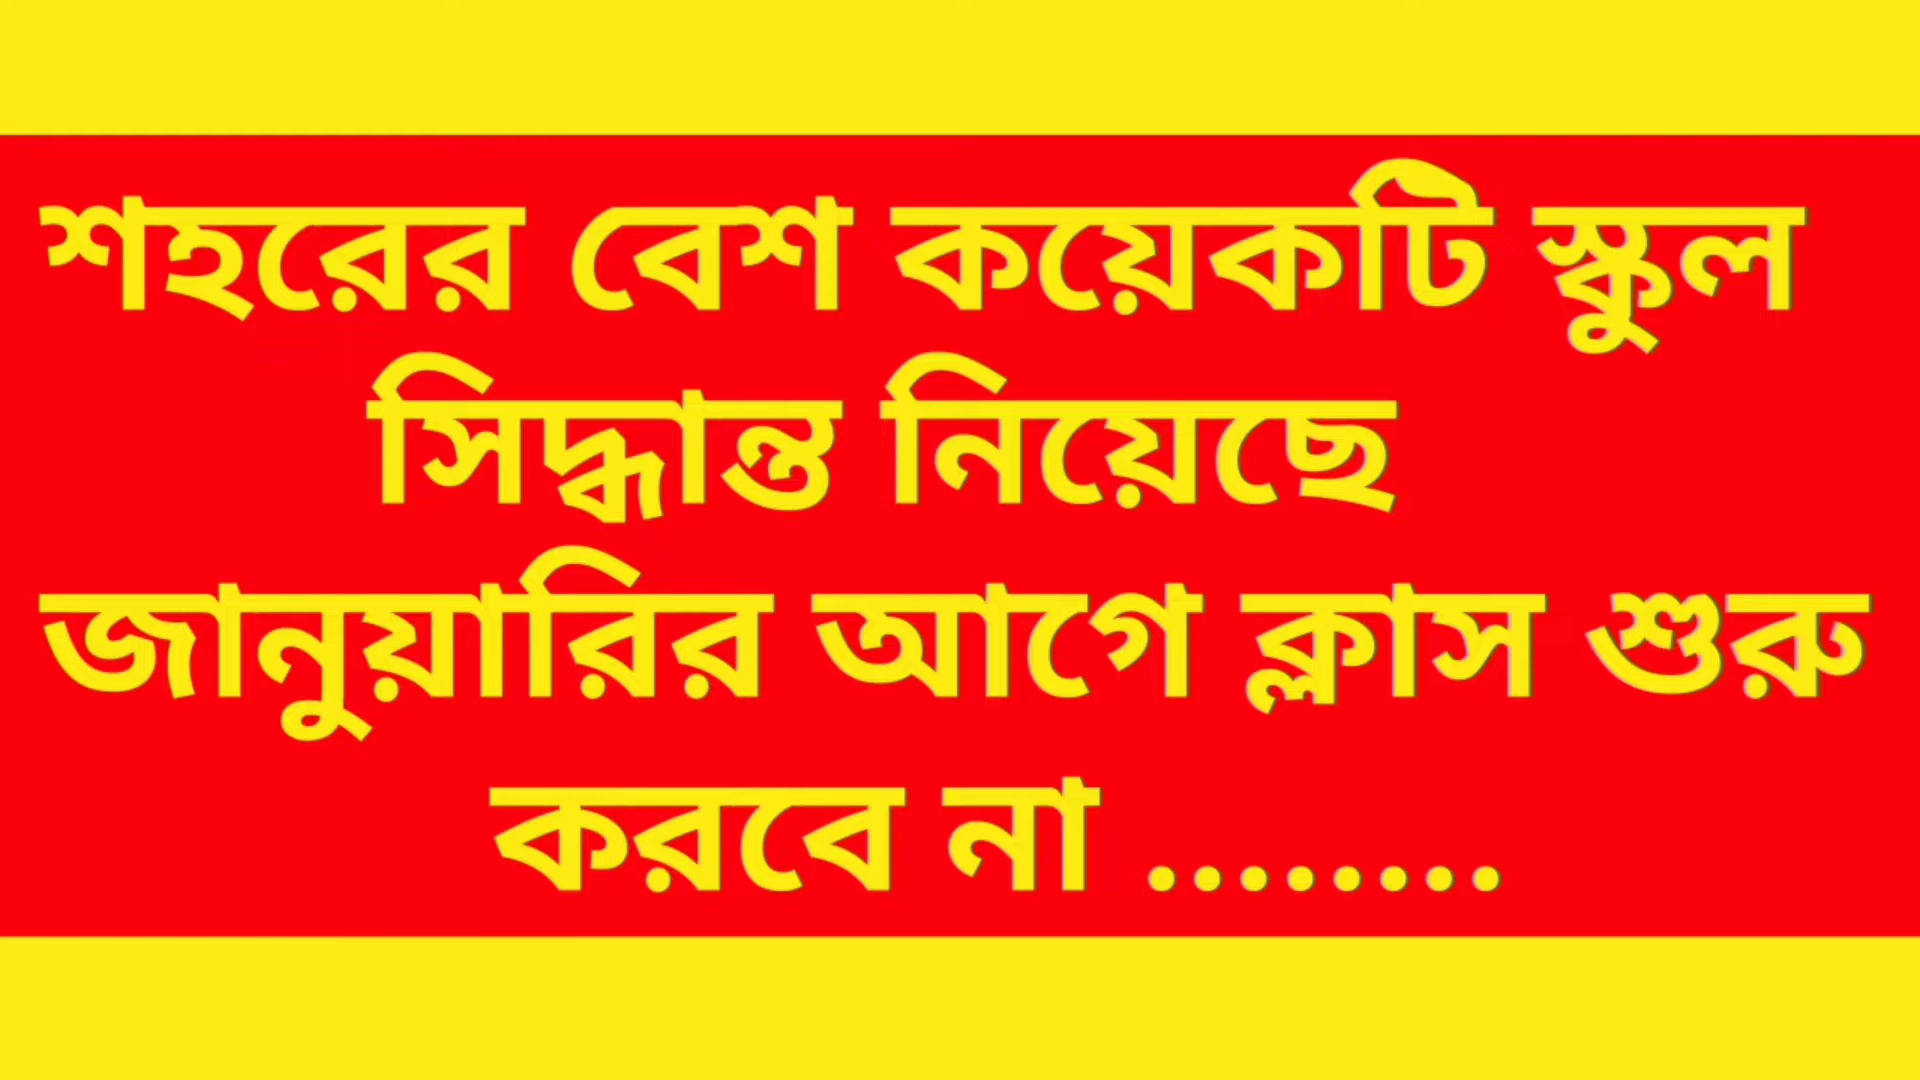 শহরের বেশ কয়েকটি স্কুল
সিদ্ধান্ত নিয়েছে
জানুয়ারির আগে ক্লাস শুরু
করবে না ........